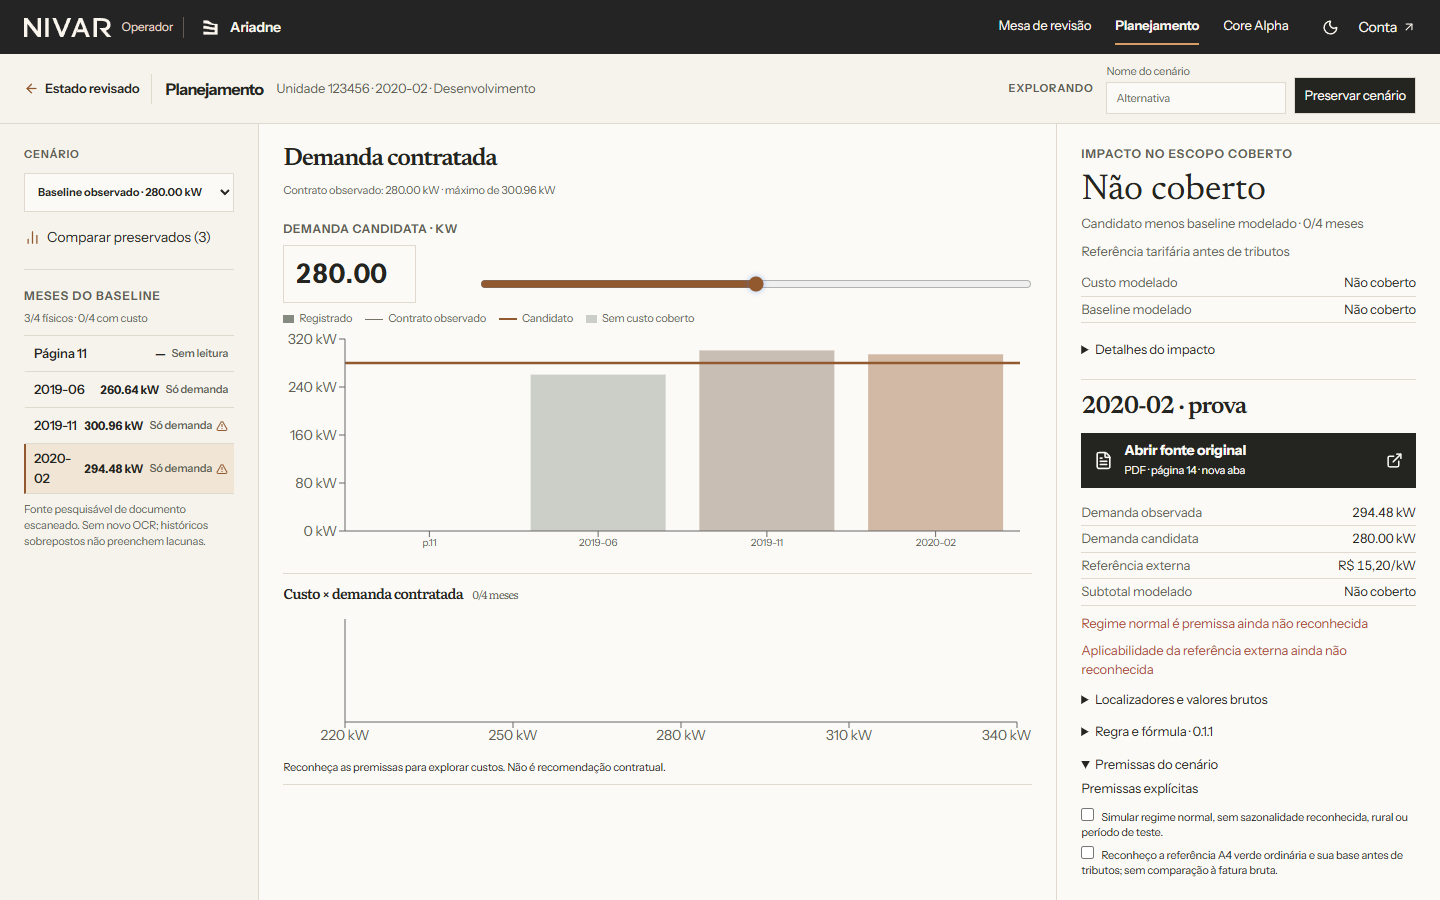 NIVAR Operador Ariadne Mesa de revisão Planejamento Core Alpha Conta
Estado revisado Planejamento Unidade 123456 · 2020-02 · Desenvolvimento EXPLORANDO
Nome do cenário
Alternativa
Preservar cenário
CENÁRIO
Baseline observado · 280.00 kW
Comparar preservados (3)
MESES DO BASELINE
3/4 físicos · 0/4 com custo
Página 11 — Sem leitura
2019-06 260.64 kW Só demanda
2019-11 300.96 kW Só demanda
2020-02 294.48 kW Só demanda
Fonte pesquisável de documento
escaneado. Sem novo OCR; históricos
sobrepostos não preenchem lacunas.
Demanda contratada
Contrato observado: 280.00 kW · máximo de 300.96 kW
DEMANDA CANDIDATA · KW
280.00
Registrado Contrato observado Candidato Sem custo coberto
320 kW
240 kW
160 kW
80 kW
0 kW
p.11 2019-06 2019-11 2020-02
Custo × demanda contratada 0/4 meses
220 kW 250 kW 280 kW 310 kW 340 kW
Reconheça as premissas para explorar custos. Não é recomendação contratual.
IMPACTO NO ESCOPO COBERTO
Não coberto
Candidato menos baseline modelado · 0/4 meses
Referência tarifária antes de tributos
Custo modelado Não coberto
Baseline modelado Não coberto
Detalhes do impacto
2020-02 · prova
Abrir fonte original
PDF · página 14 · nova aba
Demanda observada 294.48 kW
Demanda candidata 280.00 kW
Referência externa R$ 15,20/kW
Subtotal modelado Não coberto
Regime normal é premissa ainda não reconhecida
Aplicabilidade da referência externa ainda não
reconhecida
Localizadores e valores brutos
Regra e fórmula · 0.1.1
Premissas do cenário
Premissas explícitas
Simular regime normal, sem sazonalidade reconhecida, rural ou
período de teste.
Reconheço a referência A4 verde ordinária e sua base antes de
tributos; sem comparação à fatura bruta.